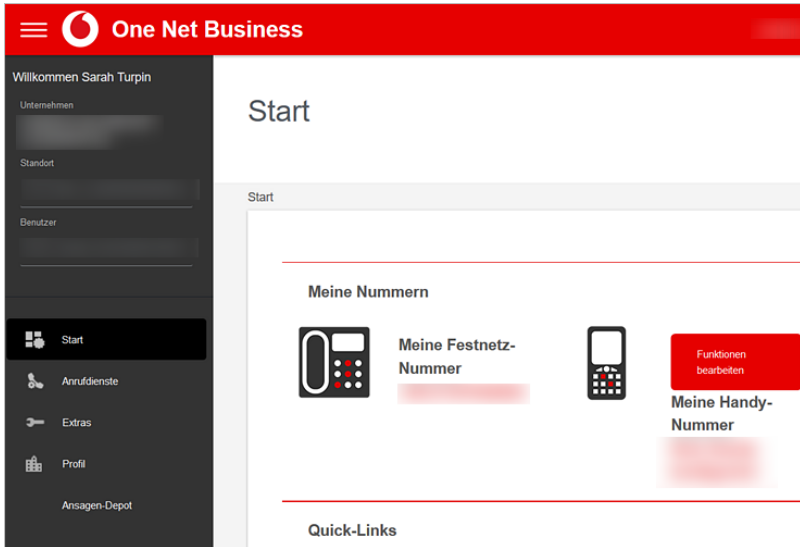 One Net Business
Willkommen Sarah Turpin
Unternehmen
Standort
Benutzer
Start
Anrufdienste
Extras
Profil
Ansagen-Depot
Start
Start
Meine Nummern
Meine Festnetz-
Nummer
Funktionen
bearbeiten
Meine Handy-
Nummer
Quick-Links